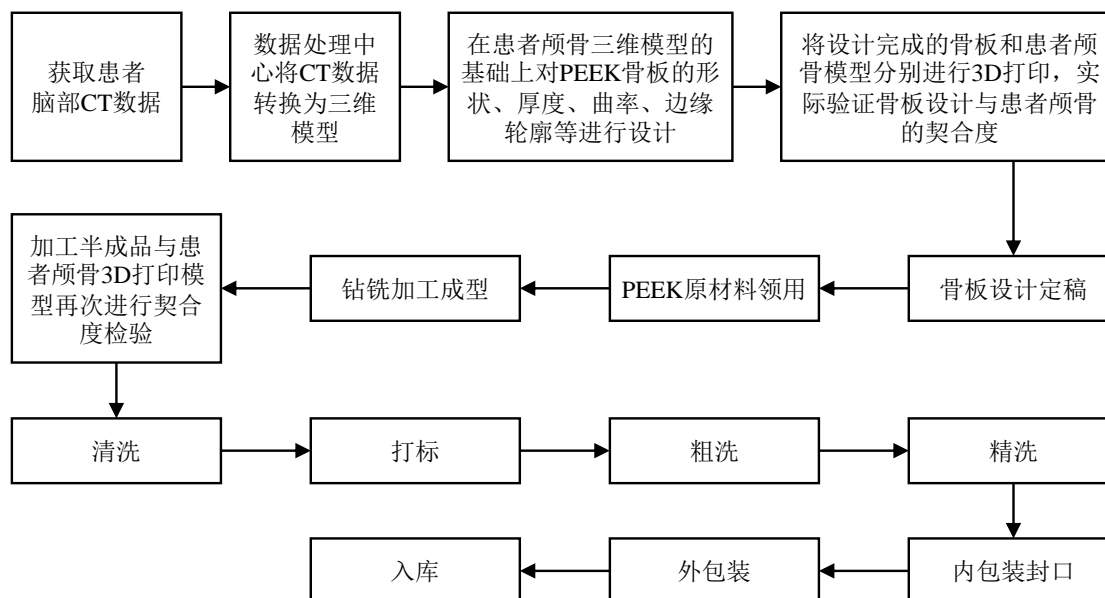 获取患者
脑部CT数据
数据处理中
心将CT数据
转换为三维
模型
在患者颅骨三维模型的
基础上对PEEK骨板的形
状、厚度、曲率、边缘
轮廓等进行设计
将设计完成的骨板和患者颅
骨模型分别进行3D打印，实
际验证骨板设计与患者颅骨
的契合度
骨板设计定稿
PEEK原材料领用
钻铣加工成型
加工半成品与患
者颅骨3D打印模
型再次进行契合
度检验
清洗
打标
粗洗
精洗
内包装封口
外包装
入库